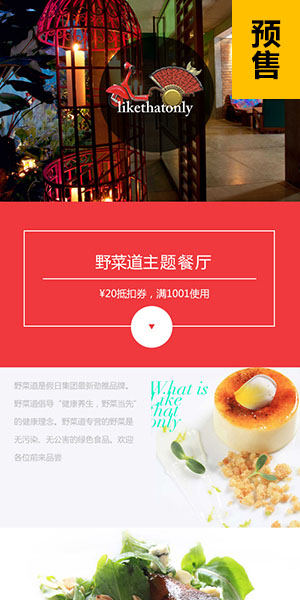 预
售
likethatonly
野菜道主题餐厅
¥20抵扣券，满1001使用
野菜道是假日集团最新劲推品牌。
野菜道倡导“健康养生，野菜当先”
的健康理念。野菜道专营的野菜是
无污染、无公害的绿色食品。欢迎
各位前来品尝
What is
Like
that
only